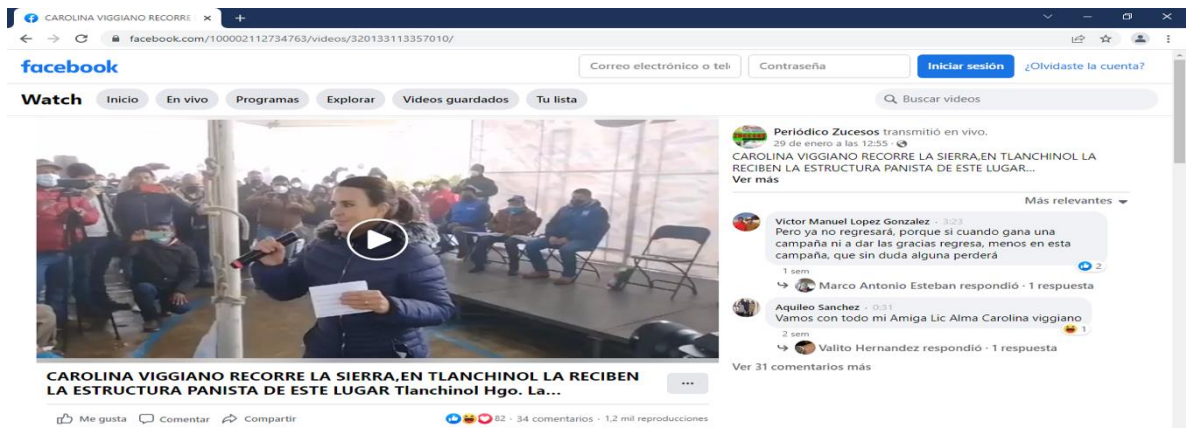 CAROLINA VIGGIANO RECORRE
facebook.com/100002112734763/videos/320133113357010/
facebook
Correo electrónico o telé
Contraseña
Iniciar sesión
¿Olvidaste la cuenta?
Watch
Inicio
En vivo
Programas
Explorar
Videos guardados
Tu lista
Buscar videos
Periódico Zucesos transmitió en vivo.
29 de enero a las 12:55 ·
CAROLINA VIGGIANO RECORRE LA SIERRA,EN TLANCHINOL LA
RECIBEN LA ESTRUCTURA PANISTA DE ESTE LUGAR...
Ver más
Más relevantes
Victor Manuel Lopez Gonzalez · 3:23
Pero ya no regresará, porque si cuando gana una
campaña ni a dar las gracias regresa, menos en esta
campaña, que sin duda alguna perderá
2
1 sem
Marco Antonio Esteban respondió · 1 respuesta
Aquileo Sanchez · 0:31
Vamos con todo mi Amiga Lic Alma Carolina viggiano
1
2 sem
Valito Hernandez respondió · 1 respuesta
Ver 31 comentarios más
CAROLINA VIGGIANO RECORRE LA SIERRA,EN TLANCHINOL LA RECIBEN
LA ESTRUCTURA PANISTA DE ESTE LUGAR Tlanchinol Hgo. La...
Me gusta
Comentar
Compartir
82 · 34 comentarios · 1,2 mil reproducciones